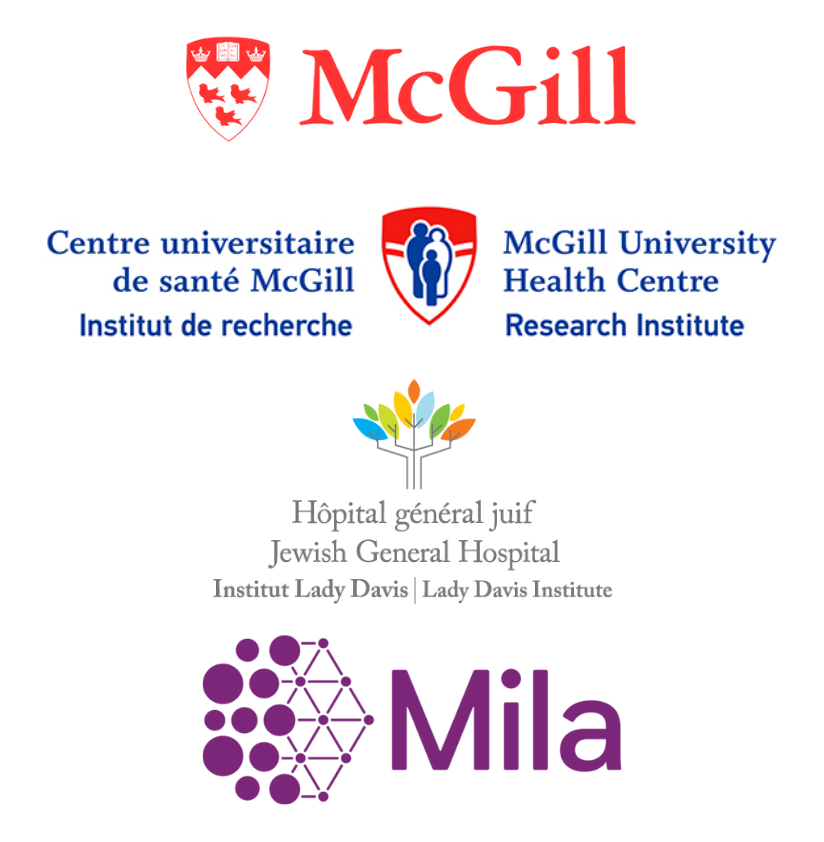 McGill
Centre universitaire
de santé McGill
Institut de recherche
McGill University
Health Centre
Research Institute
Hôpital général juif
Jewish General Hospital
Institut Lady Davis | Lady Davis Institute
Mila